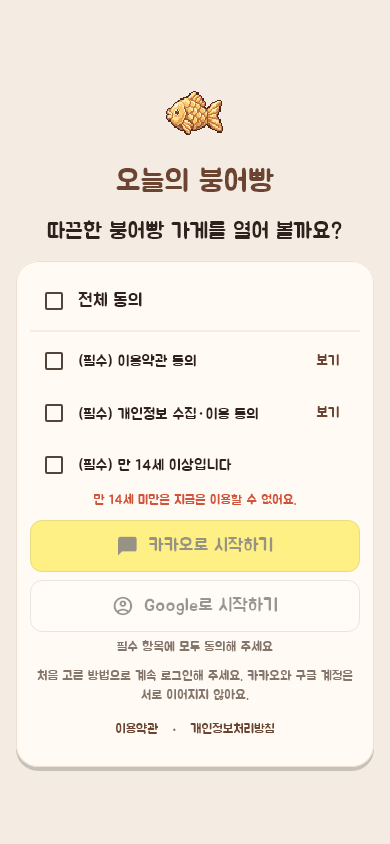 오늘의 붕어빵
따끈한 붕어빵 가게를 열어 볼까요?
전체 동의
(필수) 이용약관 동의 보기
(필수) 개인정보 수집·이용 동의 보기
(필수) 만 14세 이상입니다
만 14세 미만은 지금은 이용할 수 없어요.
카카오로 시작하기
Google로 시작하기
필수 항목에 모두 동의해 주세요
처음 고른 방법으로 계속 로그인해 주세요. 카카오와 구글 계정은
서로 이어지지 않아요.
이용약관 · 개인정보처리방침